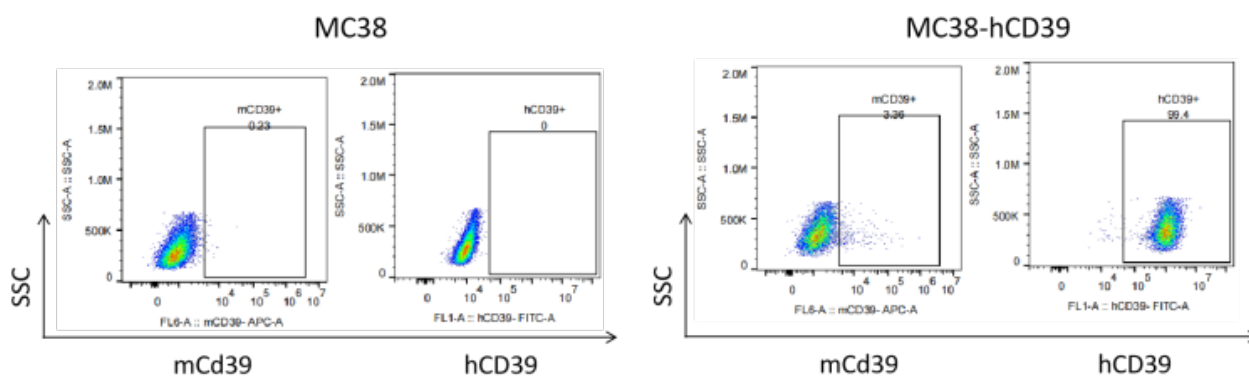 MC38
MC38-hCD39
2.0M
1.5M
1.0M
500K
0
SSC-A :: SSC-A
mCD39+
0.23
0
10^4
10^5
10^6
10^7
FL6-A :: mCD39- APC-A
2.0M
1.5M
1.0M
500K
0
SSC-A :: SSC-A
hCD39+
0
0
10^4
10^5
10^7
FL1-A :: hCD39- FITC-A
2.0M
1.5M
1.0M
500K
0
SSC-A :: SSC-A
mCD39+
3.36
0
10^4
10^5
10^6
10^7
FL6-A :: mCD39- APC-A
2.0M
1.5M
1.0M
500K
0
SSC-A :: SSC-A
hCD39+
99.4
0
10^4
10^5
10^7
FL1-A :: hCD39- FITC-A
SSC
SSC
mCd39
hCD39
mCd39
hCD39